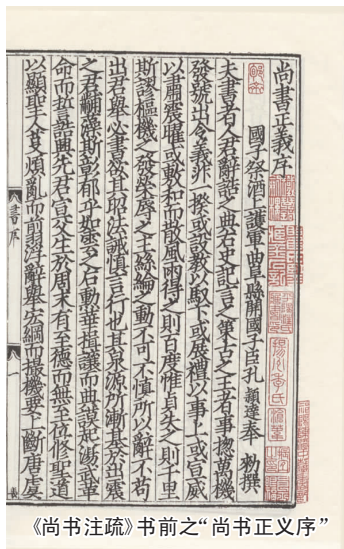 尚書正義序
國子祭酒上護軍曲阜縣開國子臣孔穎達奉　勑撰
夫書者人君辭誥之典右史記言之策古之王者事揔萬機
發號出令義非一揆或設教以馭下或展禮以事上或宣威
以肅震曜或敷和而散風雨得之則百度惟貞失之則千里
斯謬樞機之發榮辱之主絲綸之動不可不慎所以辭不苟
出君舉必書欲其昭法誡慎言行也其泉源所漸基於出震
之君黼藻斯彰郁乎如雲之后勳華揖讓而典謨起湯武革
命而誓誥興先君宣父生於周末有至德而無至位修聖道
以顯聖人芟煩亂而翦浮辭舉宏綱而撮機要上斷唐虞
書序
一
《尚书注疏》书前之“尚书正义序”